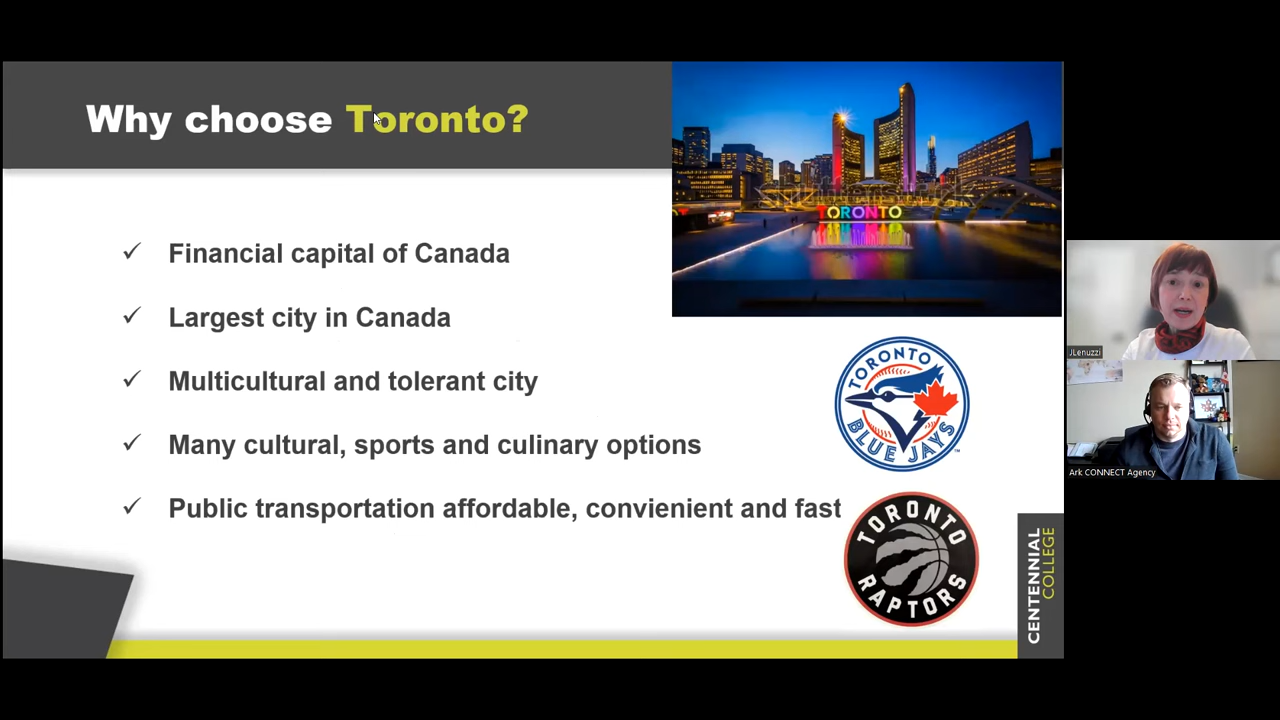 Why choose Toronto?
TORONTO
Financial capital of Canada
Largest city in Canada
Multicultural and tolerant city
Many cultural, sports and culinary options
Public transportation affordable, convienient and fast
TORONTO
BLUE JAYS
TORONTO
RAPTORS
CENTENNIAL
COLLEGE
JLenuzzi
Ark CONNECT Agency